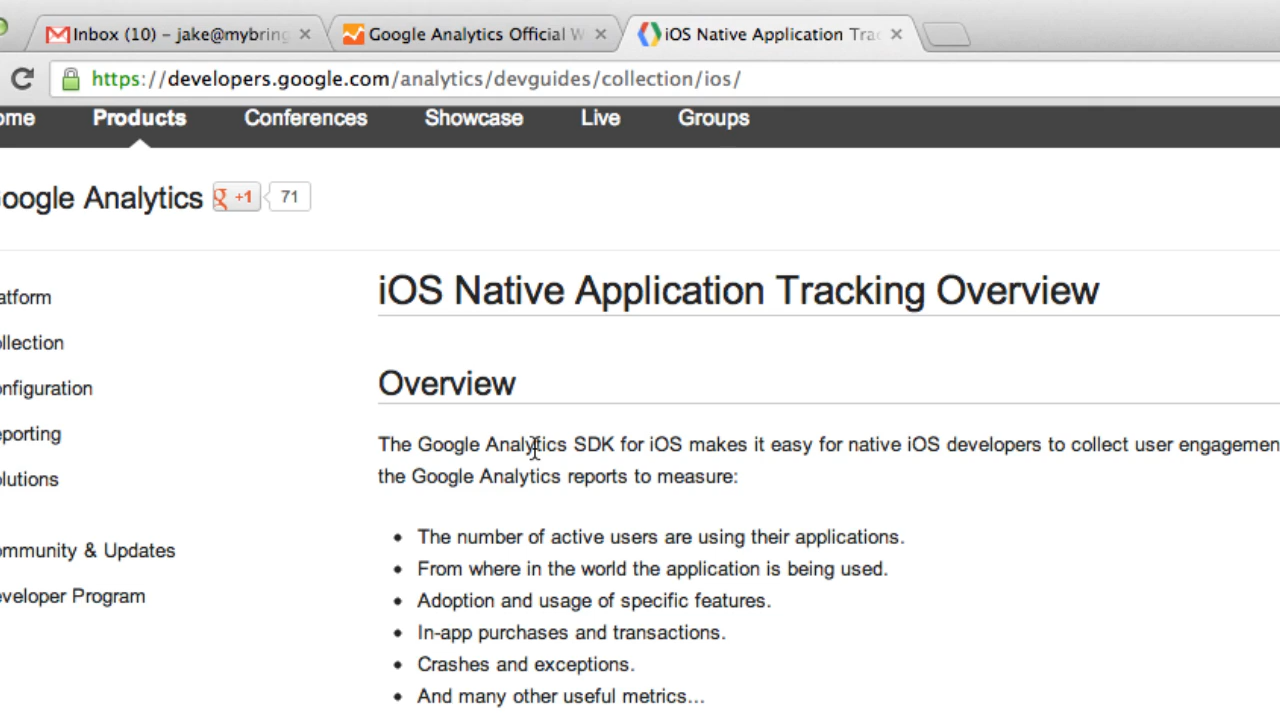 Inbox (10) – jake@mybring
Google Analytics Official W
iOS Native Application Trac
https://developers.google.com/analytics/devguides/collection/ios/
ome Products Conferences Showcase Live Groups
oogle Analytics +1 71
iOS Native Application Tracking Overview
atform
ollection
onfiguration
eporting
olutions
ommunity & Updates
eveloper Program
Overview
The Google Analytics SDK for iOS makes it easy for native iOS developers to collect user engagemen
the Google Analytics reports to measure:
• The number of active users are using their applications.
• From where in the world the application is being used.
• Adoption and usage of specific features.
• In-app purchases and transactions.
• Crashes and exceptions.
• And many other useful metrics...